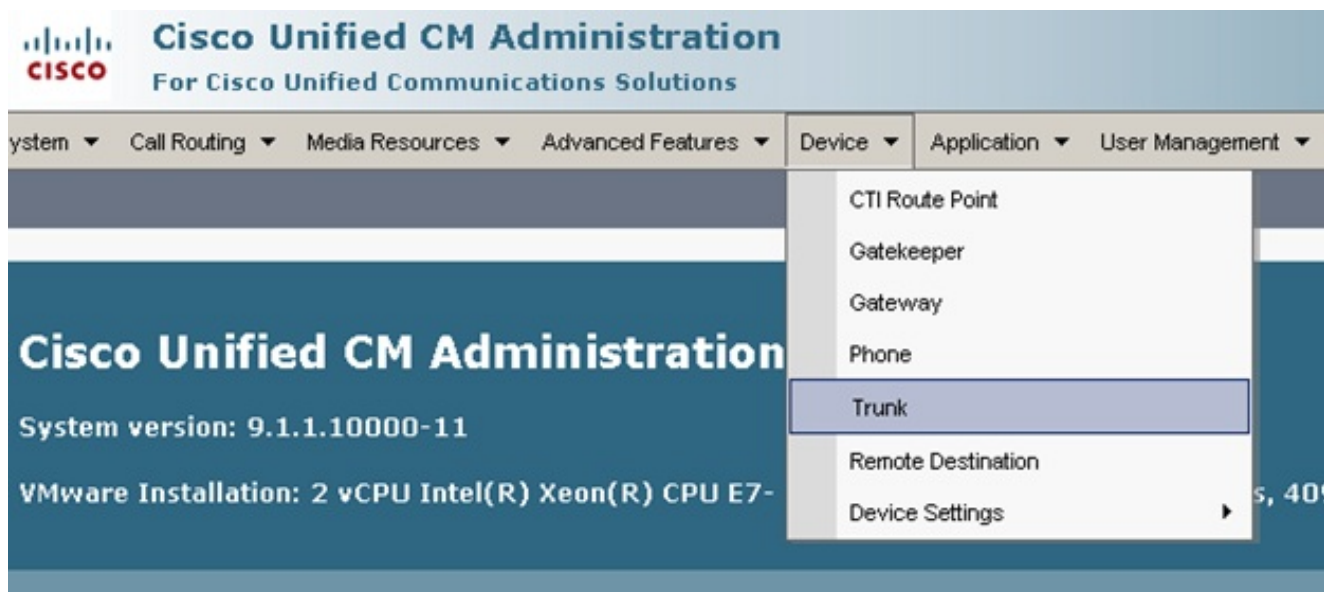 CISCO
Cisco Unified CM Administration
For Cisco Unified Communications Solutions
ystem Call Routing Media Resources Advanced Features Device Application User Management
CTI Route Point
Gatekeeper
Gateway
Phone
Trunk
Remote Destination
Device Settings
Cisco Unified CM Administration
System version: 9.1.1.10000-11
VMware Installation: 2 vCPU Intel(R) Xeon(R) CPU E7- s, 40